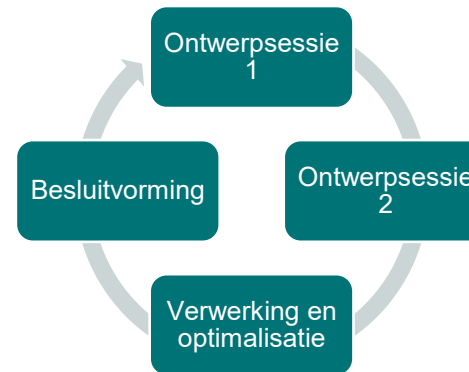 Ontwerpsessie
1
Ontwerpsessie
2
Verwerking en
optimalisatie
Besluitvorming